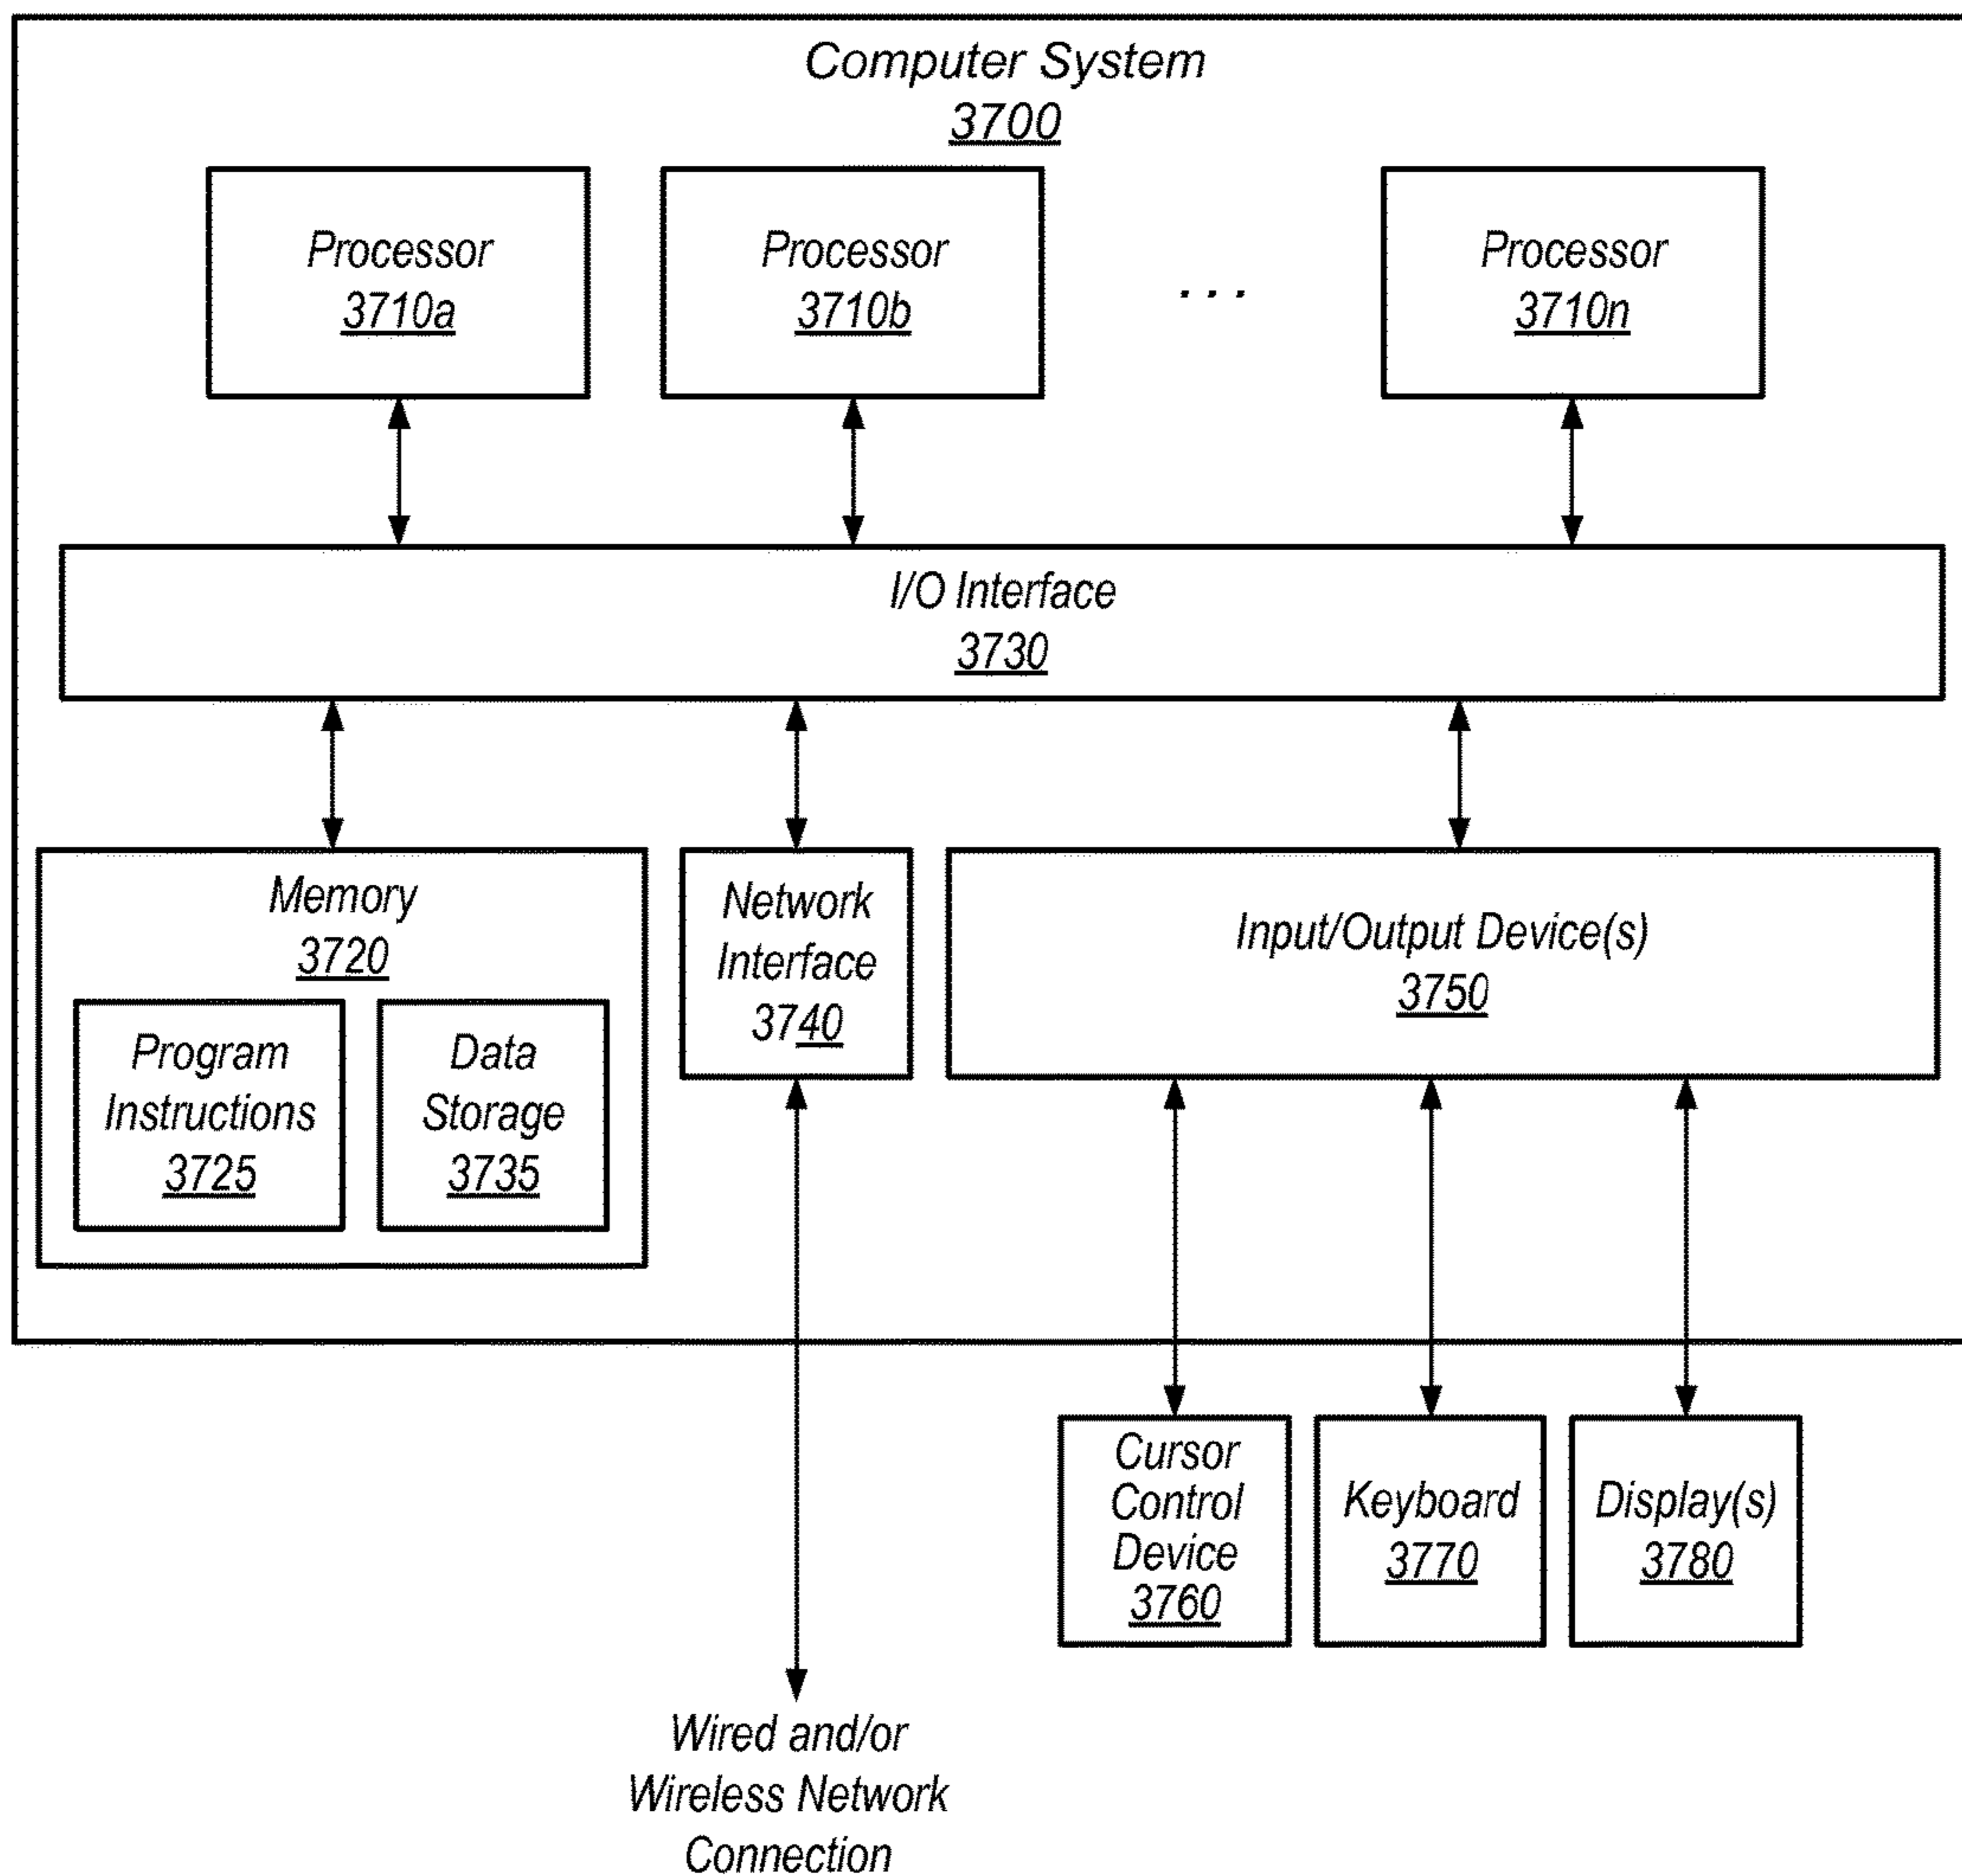 Computer System
3700
Processor
3710a
Processor
3710b
. . .
Processor
3710n
I/O Interface
3730
Memory
3720
Program
Instructions
3725
Data
Storage
3735
Network
Interface
3740
Input/Output Device(s)
3750
Cursor
Control
Device
3760
Keyboard
3770
Display(s)
3780
Wired and/or
Wireless Network
Connection